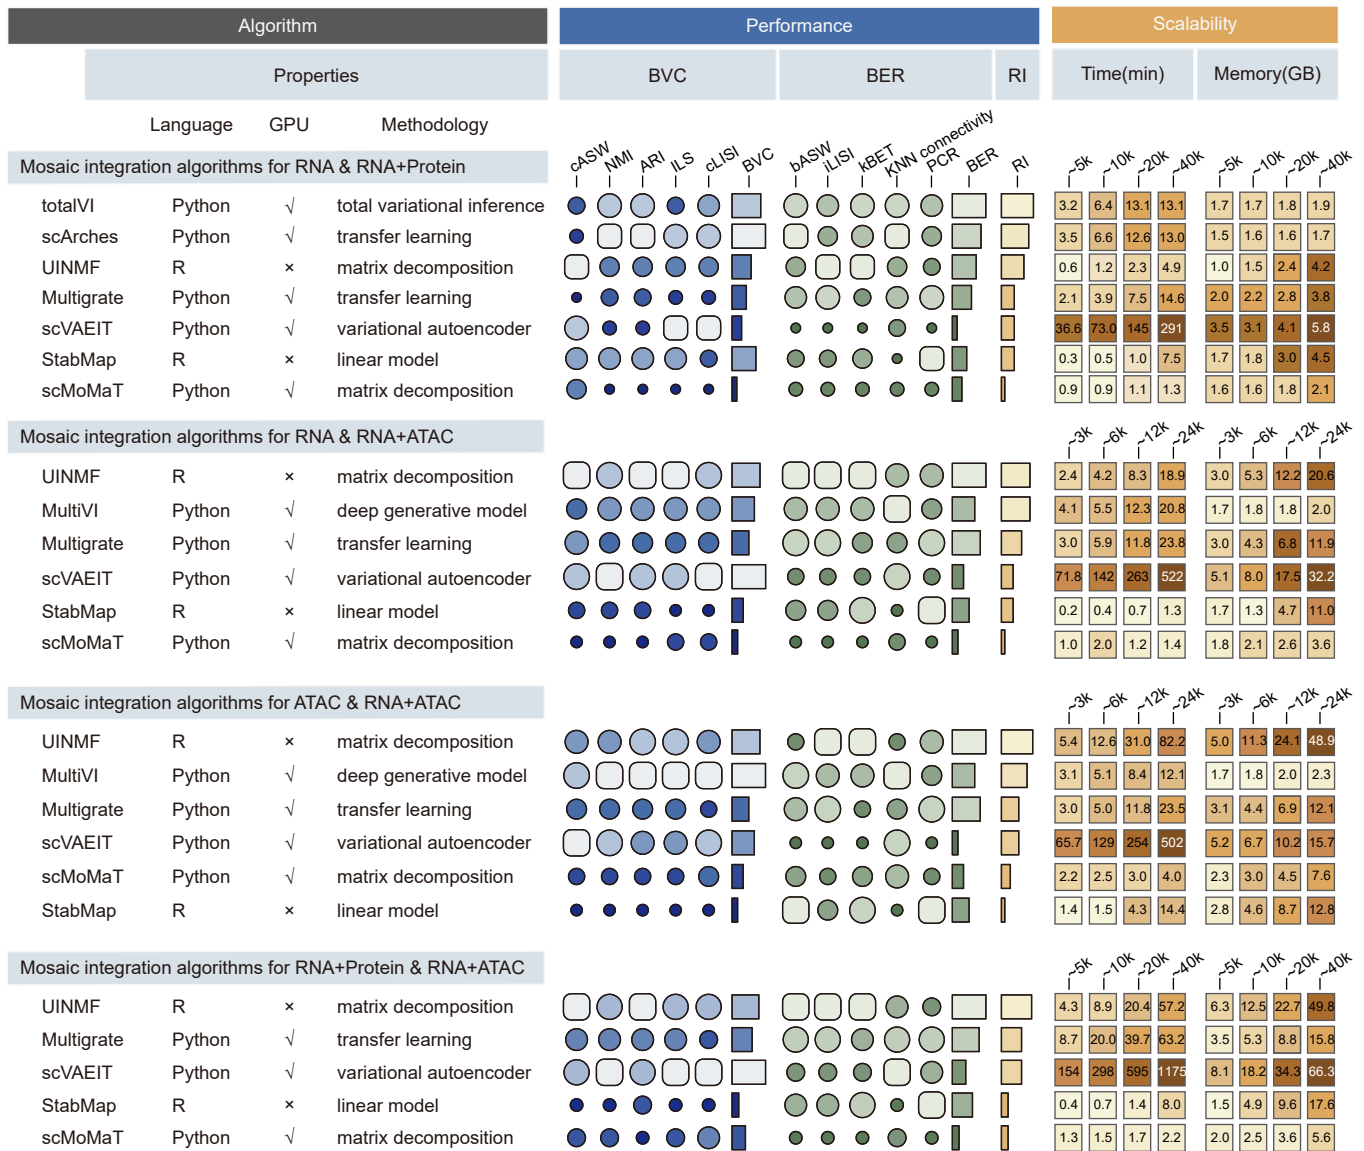 Algorithm Performance Scalability
Properties BVC BER RI Time(min) Memory(GB)
Language GPU Methodology
Mosaic integration algorithms for RNA & RNA+Protein cASW NMI ARI ILS cLISI BVC bASW iLISI kBET KNN connectivity PCR BER RI ~5k ~10k ~20k ~40k ~5k ~10k ~20k ~40k
totalVI Python √ total variational inference 3.2 6.4 13.1 13.1 1.7 1.7 1.8 1.9
scArches Python √ transfer learning 3.5 6.6 12.6 13.0 1.5 1.6 1.6 1.7
UINMF R × matrix decomposition 0.6 1.2 2.3 4.9 1.0 1.5 2.4 4.2
Multigrate Python √ transfer learning 2.1 3.9 7.5 14.6 2.0 2.2 2.8 3.8
scVAEIT Python √ variational autoencoder 36.6 73.0 145 291 3.5 3.1 4.1 5.8
StabMap R × linear model 0.3 0.5 1.0 7.5 1.7 1.8 3.0 4.5
scMoMaT Python √ matrix decomposition 0.9 0.9 1.1 1.3 1.6 1.6 1.8 2.1
Mosaic integration algorithms for RNA & RNA+ATAC ~3k ~6k ~12k ~24k ~3k ~6k ~12k ~24k
UINMF R × matrix decomposition 2.4 4.2 8.3 18.9 3.0 5.3 12.2 20.6
MultiVI Python √ deep generative model 4.1 5.5 12.3 20.8 1.7 1.8 1.8 2.0
Multigrate Python √ transfer learning 3.0 5.9 11.8 23.8 3.0 4.3 6.8 11.9
scVAEIT Python √ variational autoencoder 71.8 142 263 522 5.1 8.0 17.5 32.2
StabMap R × linear model 0.2 0.4 0.7 1.3 1.7 1.3 4.7 11.0
scMoMaT Python √ matrix decomposition 1.0 2.0 1.2 1.4 1.8 2.1 2.6 3.6
Mosaic integration algorithms for ATAC & RNA+ATAC ~3k ~6k ~12k ~24k ~3k ~6k ~12k ~24k
UINMF R × matrix decomposition 5.4 12.6 31.0 82.2 5.0 11.3 24.1 48.9
MultiVI Python √ deep generative model 3.1 5.1 8.4 12.1 1.7 1.8 2.0 2.3
Multigrate Python √ transfer learning 3.0 5.0 11.8 23.5 3.1 4.4 6.9 12.1
scVAEIT Python √ variational autoencoder 65.7 129 254 502 5.2 6.7 10.2 15.7
scMoMaT Python √ matrix decomposition 2.2 2.5 3.0 4.0 2.3 3.0 4.5 7.6
StabMap R × linear model 1.4 1.5 4.3 14.4 2.8 4.6 8.7 12.8
Mosaic integration algorithms for RNA+Protein & RNA+ATAC ~5k ~10k ~20k ~40k ~5k ~10k ~20k ~40k
UINMF R × matrix decomposition 4.3 8.9 20.4 57.2 6.3 12.5 22.7 49.8
Multigrate Python √ transfer learning 8.7 20.0 39.7 63.2 3.5 5.3 8.8 15.8
scVAEIT Python √ variational autoencoder 154 298 595 1175 8.1 18.2 34.3 66.3
StabMap R × linear model 0.4 0.7 1.4 8.0 1.5 4.9 9.6 17.6
scMoMaT Python √ matrix decomposition 1.3 1.5 1.7 2.2 2.0 2.5 3.6 5.6